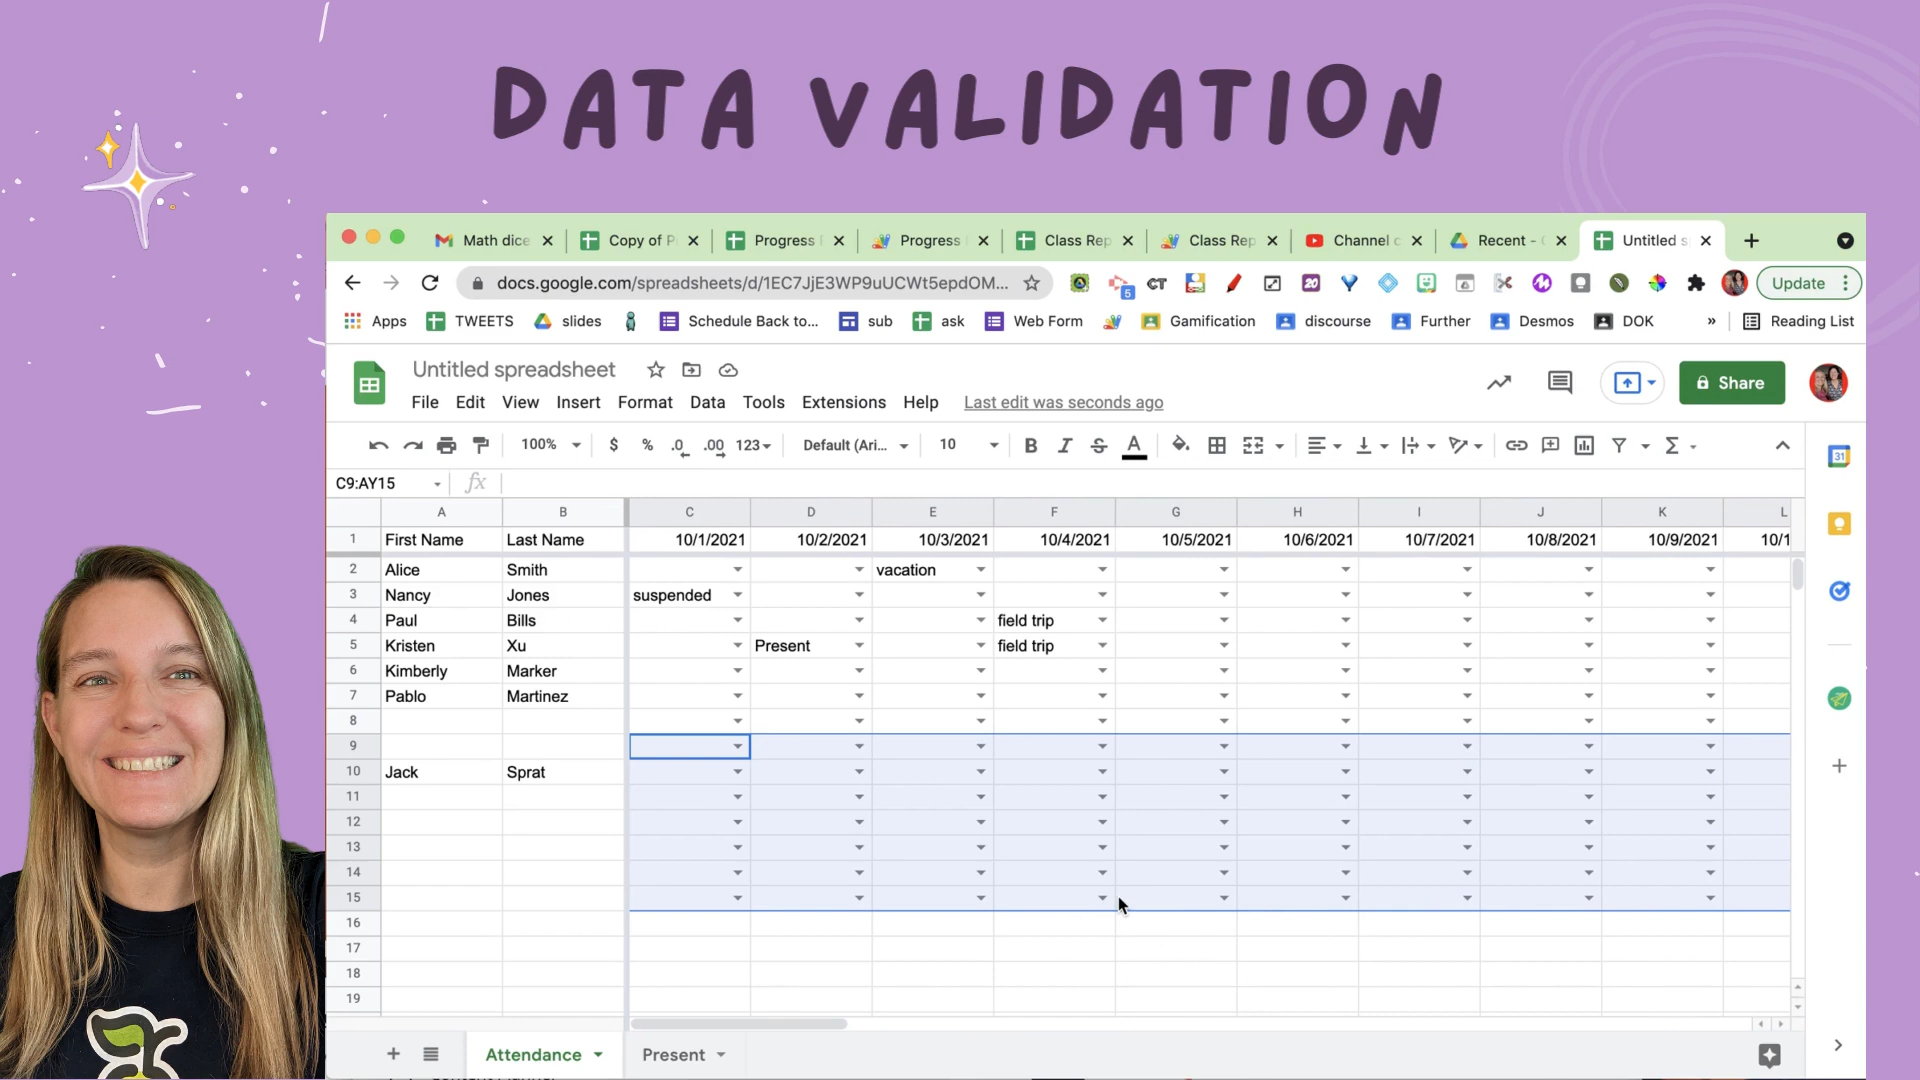 DATA VALIDATION
Math dice Copy of P Progress Progress Class Rep Class Rep Channel c Recent - Untitled s
docs.google.com/spreadsheets/d/1EC7JjE3WP9uUCWt5epdOM... 5 CT 20 Update
Apps TWEETS slides Schedule Back to... sub ask Web Form Gamification discourse Further Desmos DOK » Reading List
Untitled spreadsheet
File Edit View Insert Format Data Tools Extensions Help Last edit was seconds ago Share
100% $ % .0 .00 123 Default (Ari... 10 B I S A Σ
31
C9:AY15 fx
A B C D E F G H I J K L
1 First Name Last Name 10/1/2021 10/2/2021 10/3/2021 10/4/2021 10/5/2021 10/6/2021 10/7/2021 10/8/2021 10/9/2021 10/1
2 Alice Smith vacation
3 Nancy Jones suspended
4 Paul Bills field trip
5 Kristen Xu Present field trip
6 Kimberly Marker
7 Pablo Martinez
8
9
10 Jack Sprat
11
12
13
14
15
16
17
18
19
Attendance Present